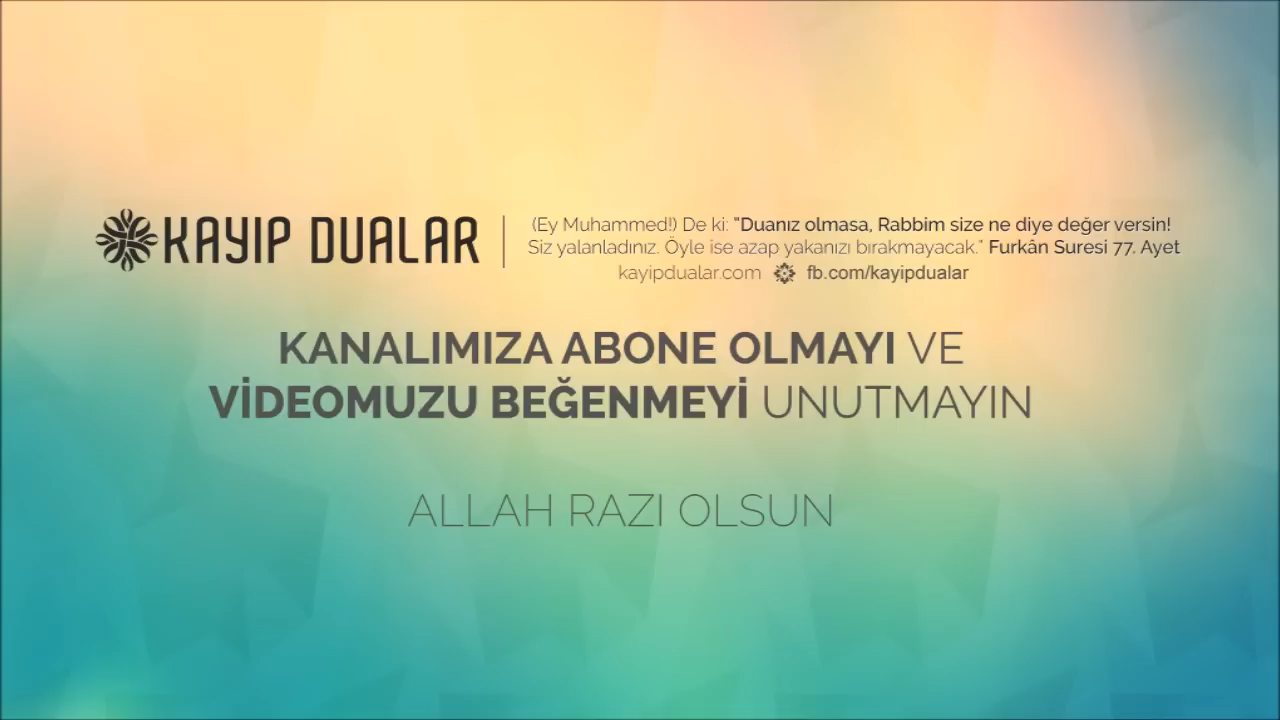 KAYIP DUALAR
(Ey Muhammed!) De ki: "Duanız olmasa, Rabbim size ne diye değer versin!
Siz yalanladınız. Öyle ise azap yakanızı bırakmayacak." Furkân Suresi 77. Ayet
kayipdualar.com fb.com/kayipdualar
KANALIMIZA ABONE OLMAYI VE
VİDEOMUZU BEĞENMEYİ UNUTMAYIN
ALLAH RAZI OLSUN